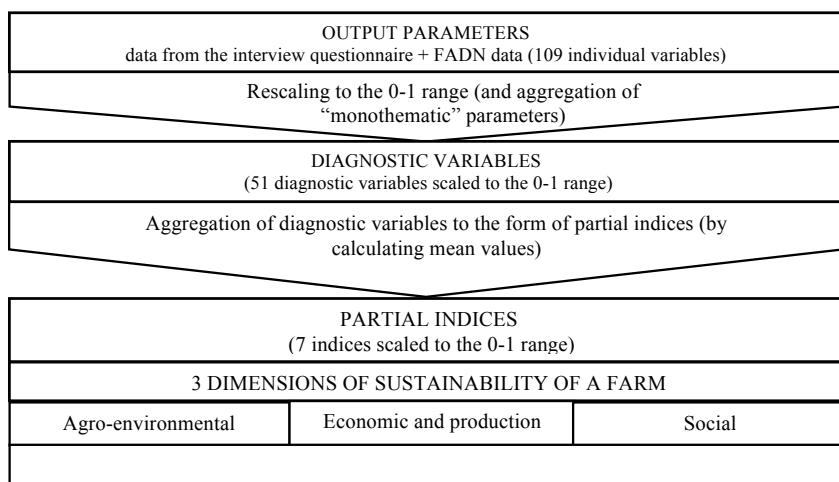 OUTPUT PARAMETERS
data from the interview questionnaire + FADN data (109 individual variables)
Rescaling to the 0-1 range (and aggregation of
“monothematic” parameters)
DIAGNOSTIC VARIABLES
(51 diagnostic variables scaled to the 0-1 range)
Aggregation of diagnostic variables to the form of partial indices (by
calculating mean values)
PARTIAL INDICES
(7 indices scaled to the 0-1 range)
3 DIMENSIONS OF SUSTAINABILITY OF A FARM
Agro-environmental
Economic and production
Social